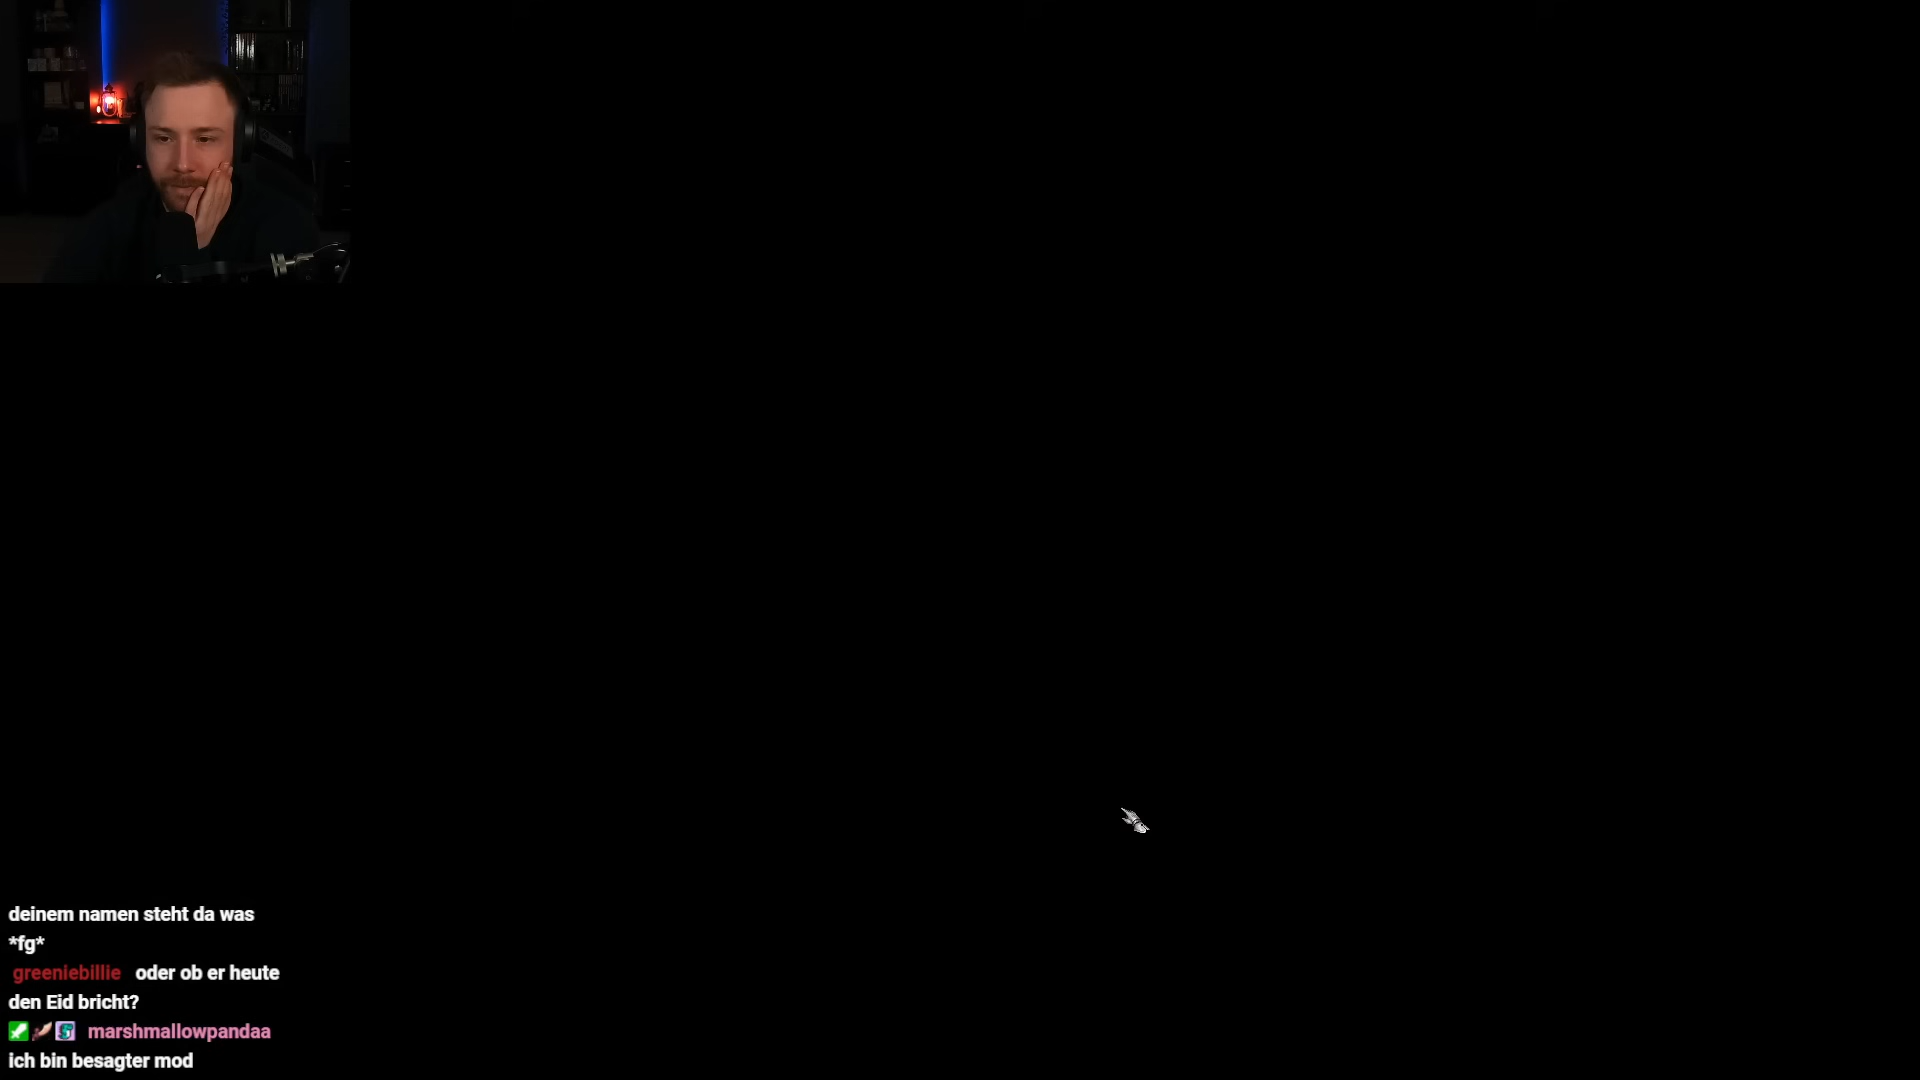 deinem namen steht da was
*fg*
greeniebillie oder ob er heute
den Eid bricht?
marshmallowpandaa
ich bin besagter mod